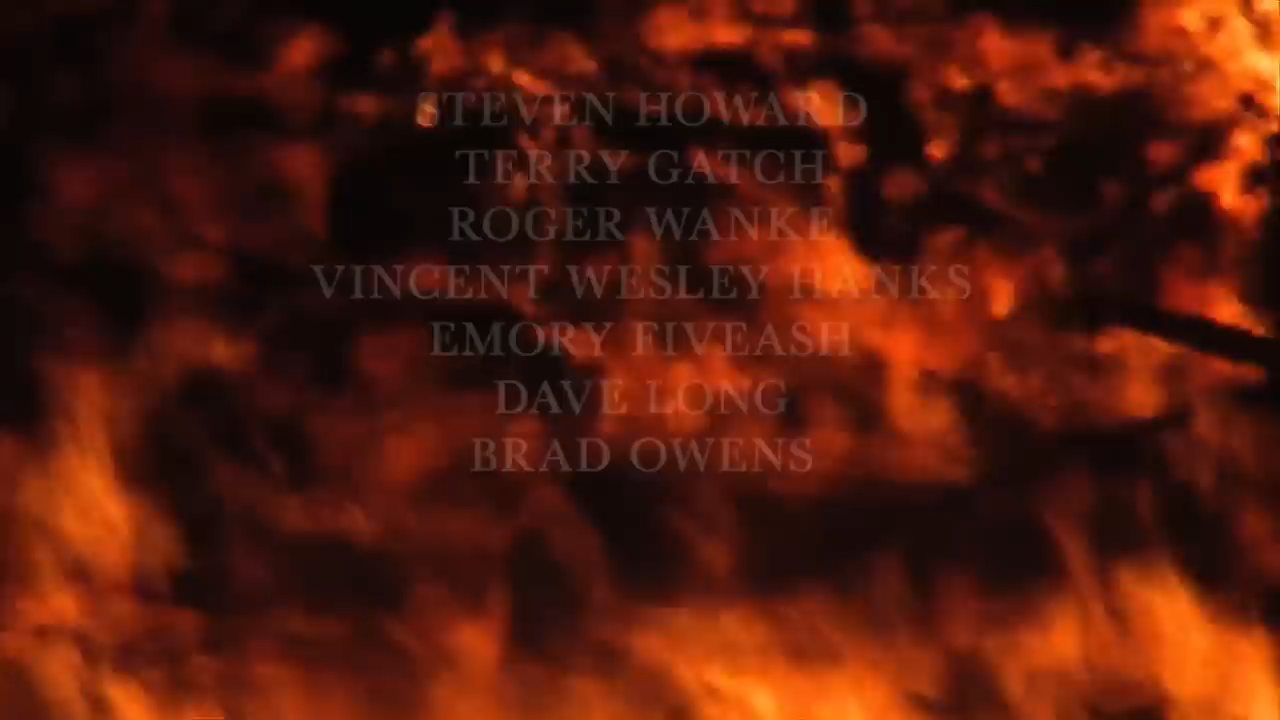 STEVEN HOWARD
TERRY GATCH
ROGER WANKE
VINCENT WESLEY HANKS
EMORY FIVEASH
DAVE LONG
BRAD OWENS